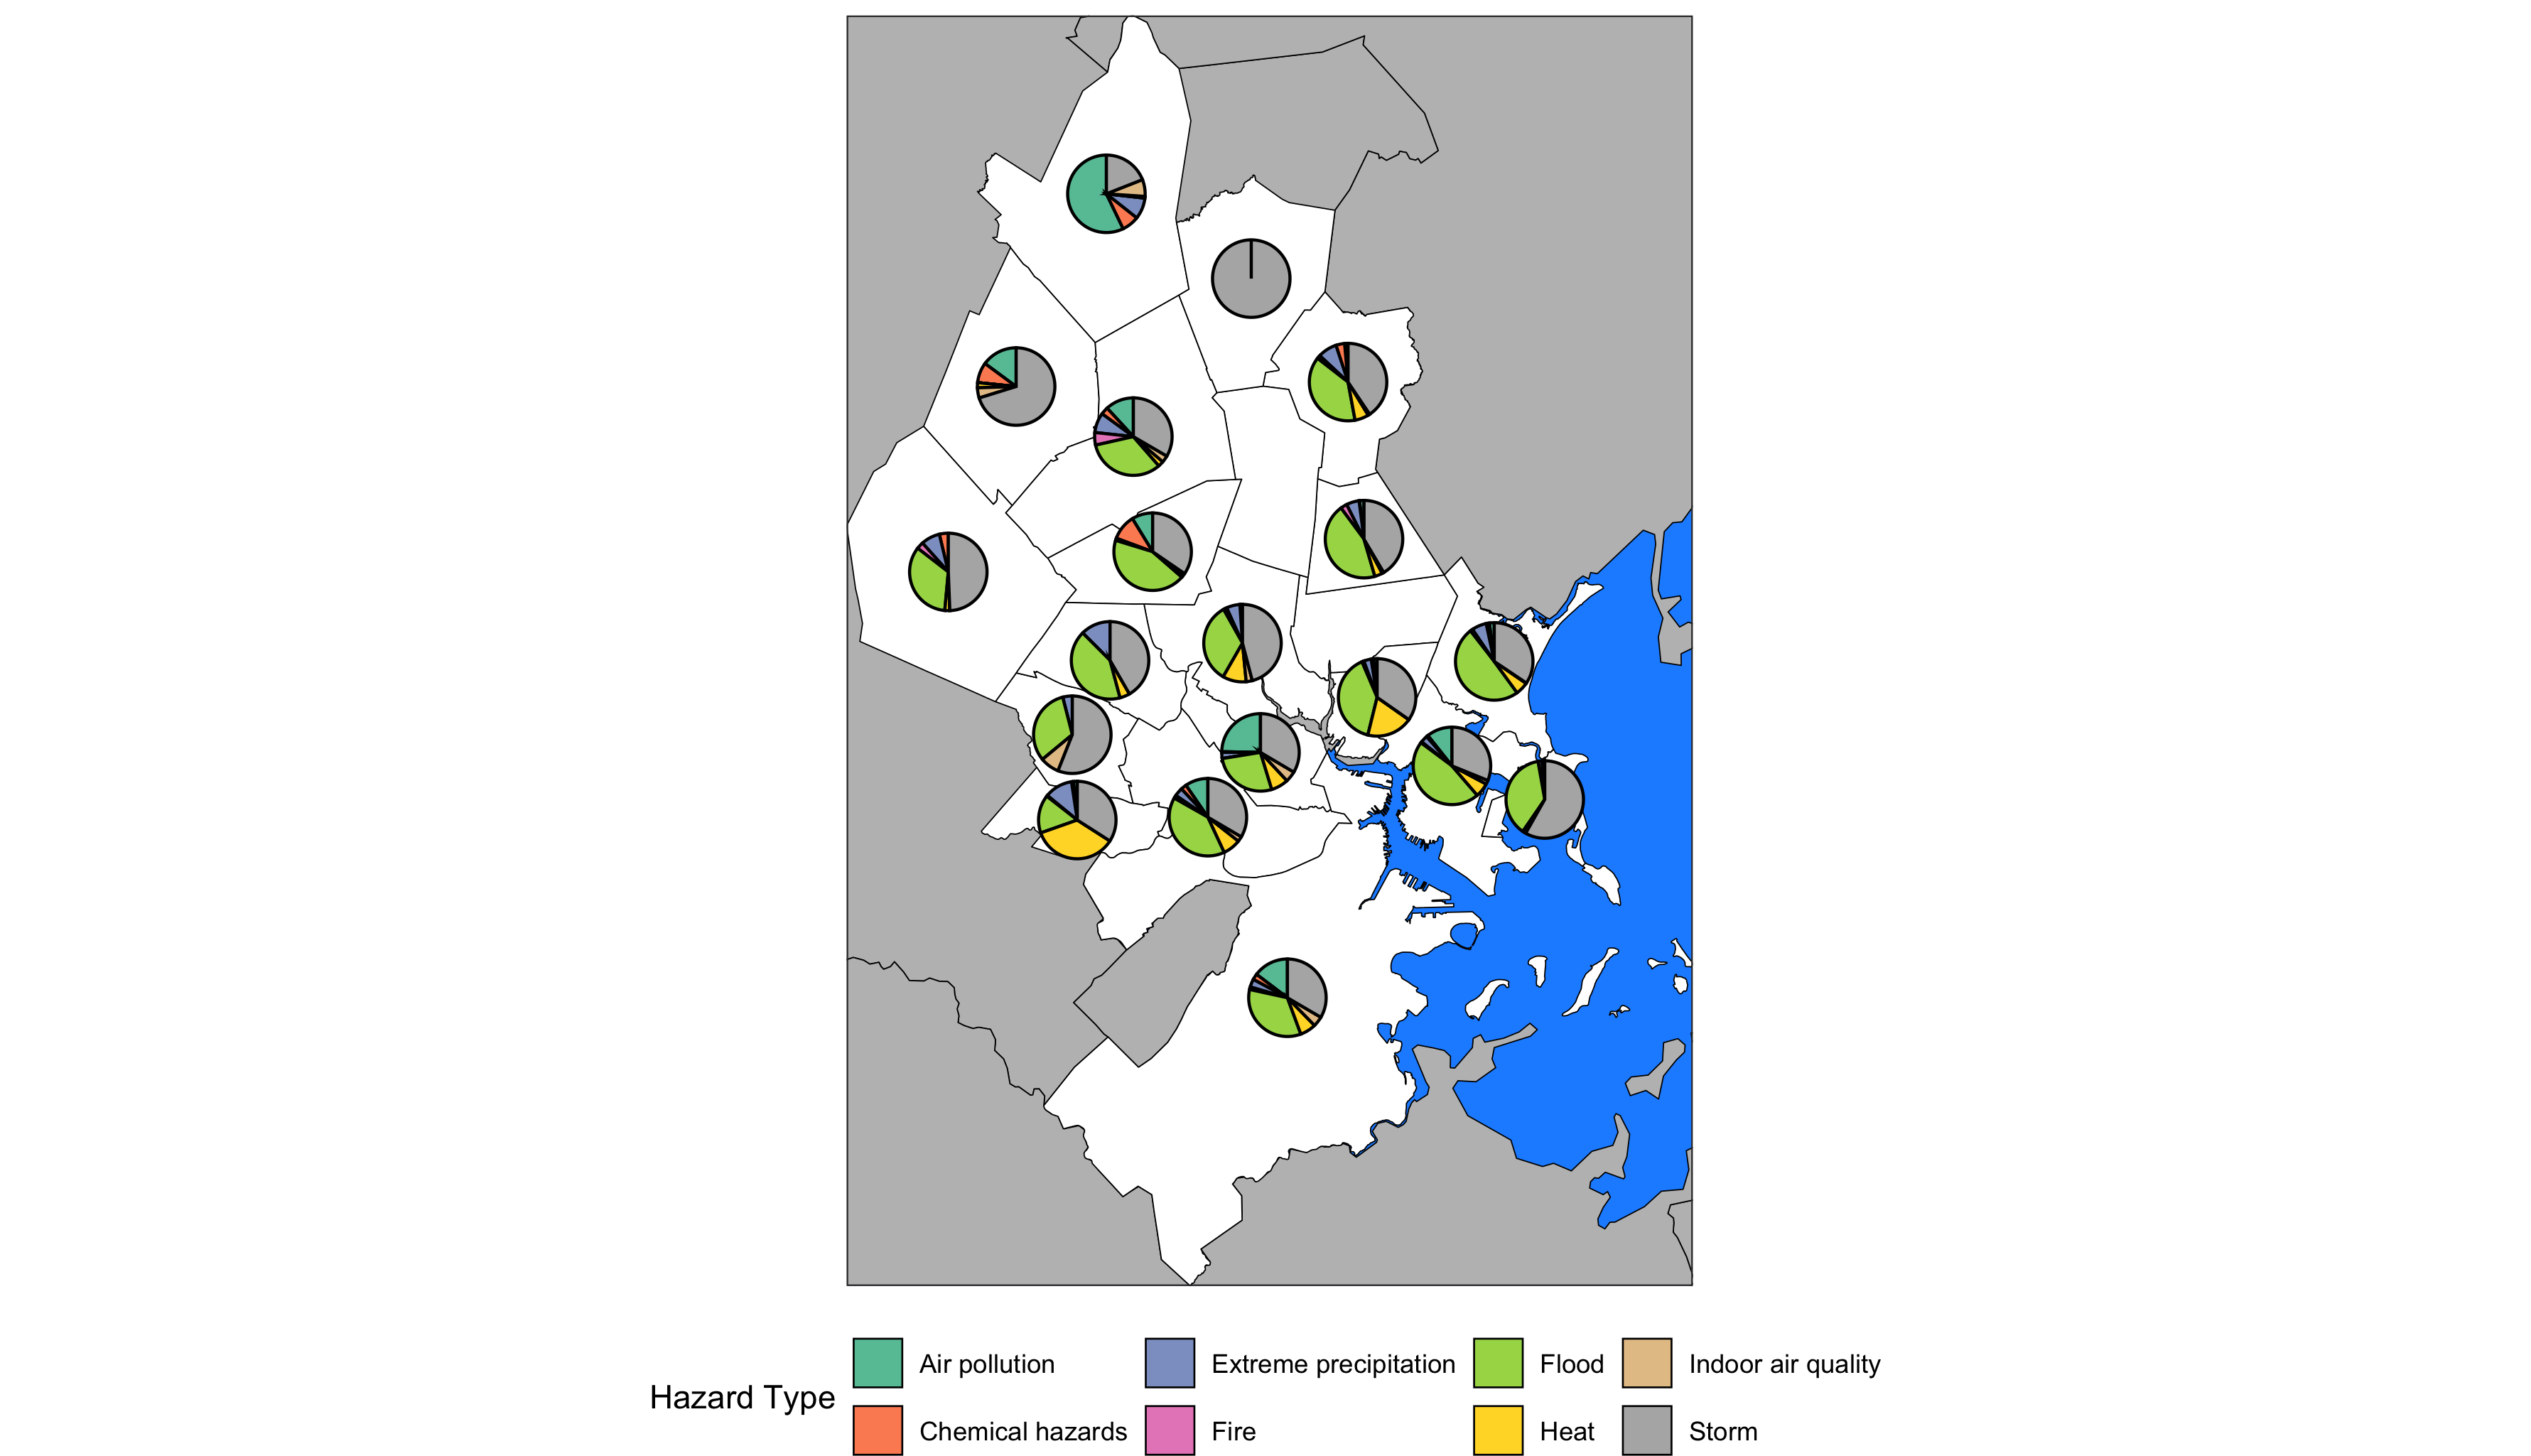 Hazard Type
Air pollution
Extreme precipitation
Flood
Indoor air quality
Chemical hazards
Fire
Heat
Storm